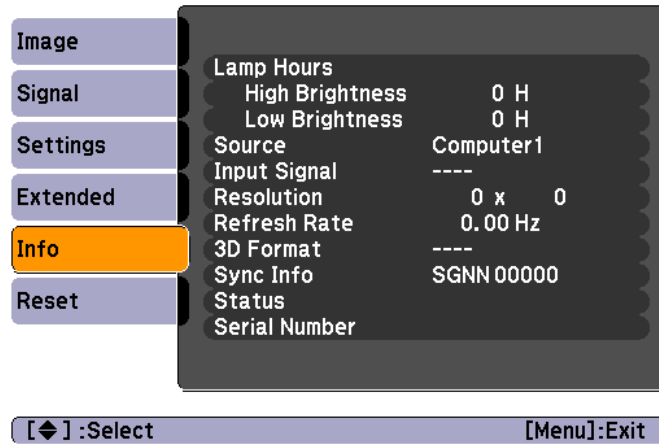 Image
Signal
Settings
Extended
Info
Reset
Lamp Hours
High Brightness 0 H
Low Brightness 0 H
Source Computer1
Input Signal ----
Resolution 0 x 0
Refresh Rate 0.00 Hz
3D Format ----
Sync Info SGNN 00000
Status
Serial Number
[◆] :Select [Menu]:Exit